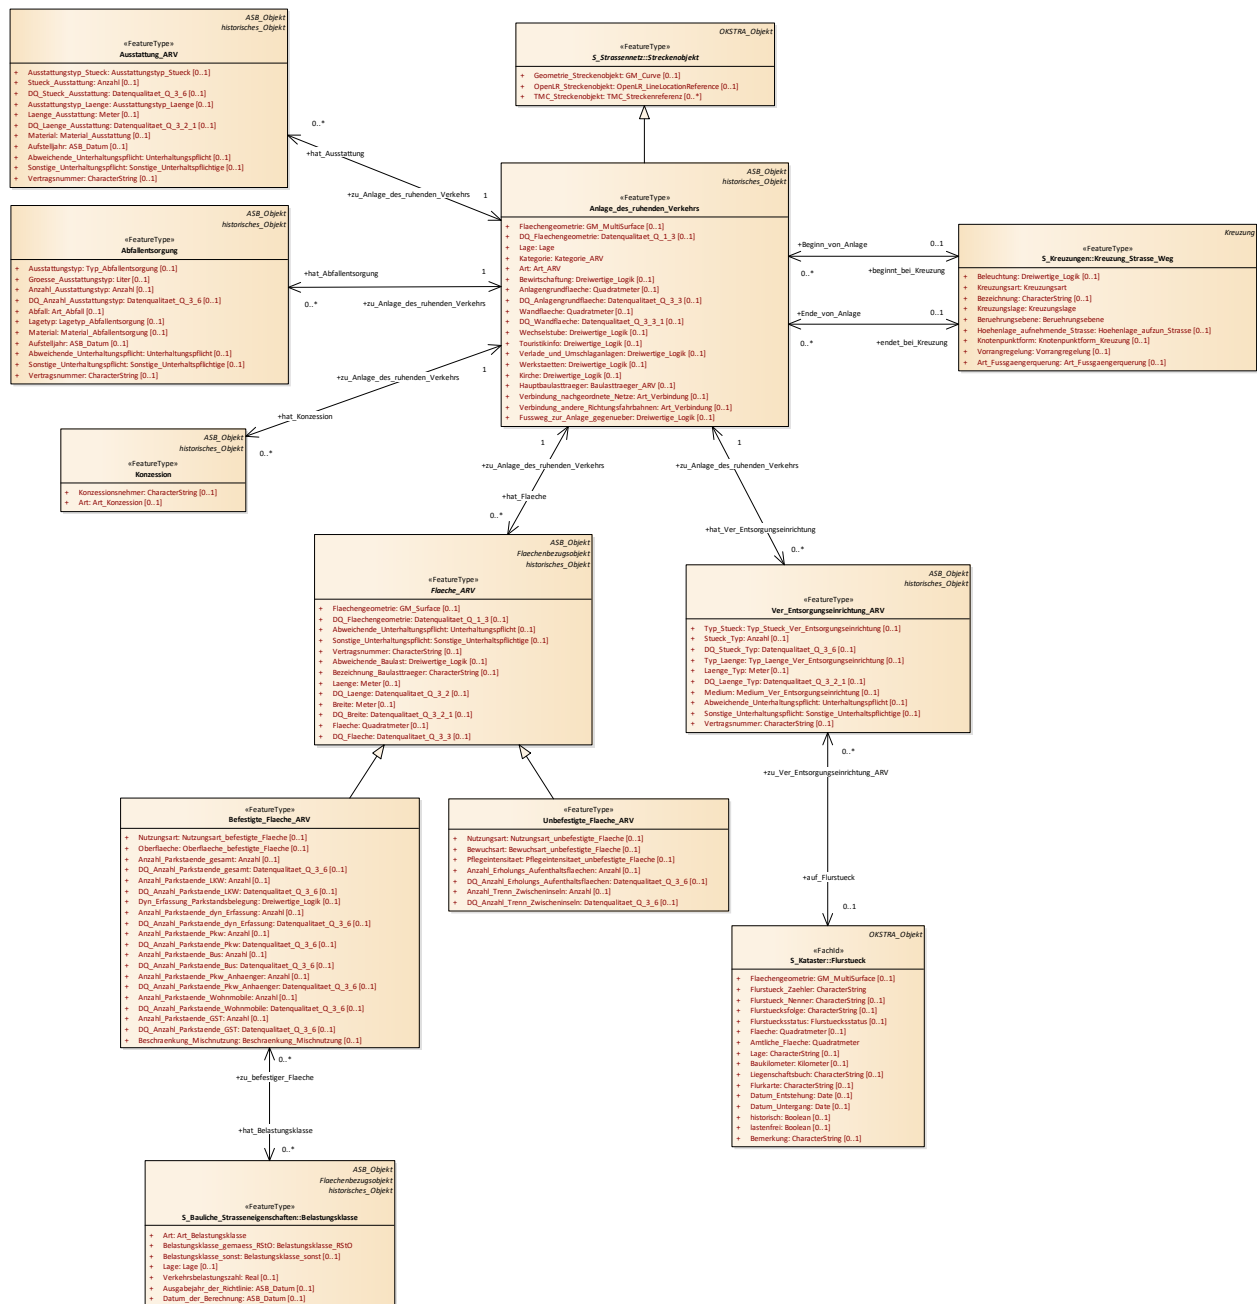 ASB_Objekt
historisches_Objekt
«FeatureType»
Ausstattung_ARV
+ Ausstattungstyp_Stueck: Ausstattungstyp_Stueck [0..1]
+ Stueck_Ausstattung: Anzahl [0..1]
+ DQ_Stueck_Ausstattung: Datenqualitaet_Q_3_6 [0..1]
+ Ausstattungstyp_Laenge: Ausstattungstyp_Laenge [0..1]
+ Laenge_Ausstattung: Meter [0..1]
+ DQ_Laenge_Ausstattung: Datenqualitaet_Q_3_2_1 [0..1]
+ Material: Material_Ausstattung [0..1]
+ Aufstelljahr: ASB_Datum [0..1]
+ Abweichende_Unterhaltungspflicht: Unterhaltungspflicht [0..1]
+ Sonstige_Unterhaltungspflicht: Sonstige_Unterhaltspflichtige [0..1]
+ Vertragsnummer: CharacterString [0..1]
OKSTRA_Objekt
«FeatureType»
S_Strassennetz::Streckenobjekt
+ Geometrie_Streckenobjekt: GM_Curve [0..1]
+ OpenLR_Streckenobjekt: OpenLR_LineLocationReference [0..1]
+ TMC_Streckenobjekt: TMC_Streckenreferenz [0..*]
0..*
+hat_Ausstattung
+zu_Anlage_des_ruhenden_Verkehrs
1
ASB_Objekt
historisches_Objekt
«FeatureType»
Abfallentsorgung
+ Ausstattungstyp: Typ_Abfallentsorgung [0..1]
+ Groesse_Ausstattungstyp: Liter [0..1]
+ Anzahl_Ausstattungstyp: Anzahl [0..1]
+ DQ_Anzahl_Ausstattungstyp: Datenqualitaet_Q_3_6 [0..1]
+ Abfall: Art_Abfall [0..1]
+ Lagetyp: Lagetyp_Abfallentsorgung [0..1]
+ Material: Material_Abfallentsorgung [0..1]
+ Aufstelljahr: ASB_Datum [0..1]
+ Abweichende_Unterhaltungspflicht: Unterhaltungspflicht [0..1]
+ Sonstige_Unterhaltungspflicht: Sonstige_Unterhaltspflichtige [0..1]
+ Vertragsnummer: CharacterString [0..1]
+hat_Abfallentsorgung
1
0..*
+zu_Anlage_des_ruhenden_Verkehrs
ASB_Objekt
historisches_Objekt
«FeatureType»
Anlage_des_ruhenden_Verkehrs
+ Flaechengeometrie: GM_MultiSurface [0..1]
+ DQ_Flaechengeometrie: Datenqualitaet_Q_1_3 [0..1]
+ Lage: Lage
+ Kategorie: Kategorie_ARV
+ Art: Art_ARV
+ Bewirtschaftung: Dreiwertige_Logik [0..1]
+ Anlagengrundflaeche: Quadratmeter [0..1]
+ DQ_Anlagengrundflaeche: Datenqualitaet_Q_3_3 [0..1]
+ Wandflaeche: Quadratmeter [0..1]
+ DQ_Wandflaeche: Datenqualitaet_Q_3_3_1 [0..1]
+ Wechselstube: Dreiwertige_Logik [0..1]
+ Touristikinfo: Dreiwertige_Logik [0..1]
+ Verlade_und_Umschlaganlagen: Dreiwertige_Logik [0..1]
+ Werkstaetten: Dreiwertige_Logik [0..1]
+ Kirche: Dreiwertige_Logik [0..1]
+ Hauptbaulasttraeger: Baulasttraeger_ARV [0..1]
+ Verbindung_nachgeordnete_Netze: Art_Verbindung [0..1]
+ Verbindung_andere_Richtungsfahrbahnen: Art_Verbindung [0..1]
+ Fussweg_zur_Anlage_gegenueber: Dreiwertige_Logik [0..1]
+Beginn_von_Anlage
0..1
0..*
+beginnt_bei_Kreuzung
+Ende_von_Anlage
0..1
0..*
+endet_bei_Kreuzung
Kreuzung
«FeatureType»
S_Kreuzungen::Kreuzung_Strasse_Weg
+ Beleuchtung: Dreiwertige_Logik [0..1]
+ Kreuzungsart: Kreuzungsart
+ Bezeichnung: CharacterString [0..1]
+ Kreuzungslage: Kreuzungslage
+ Beruehrungsebene: Beruehrungsebene
+ Hoehenlage_aufnehmende_Strasse: Hoehenlage_aufzun_Strasse [0..1]
+ Knotenpunktform: Knotenpunktform_Kreuzung [0..1]
+ Vorrangregelung: Vorrangregelung [0..1]
+ Art_Fussgaengerquerung: Art_Fussgaengerquerung [0..1]
+zu_Anlage_des_ruhenden_Verkehrs
1
+hat_Konzession
0..*
ASB_Objekt
historisches_Objekt
«FeatureType»
Konzession
+ Konzessionsnehmer: CharacterString [0..1]
+ Art: Art_Konzession [0..1]
1
+zu_Anlage_des_ruhenden_Verkehrs
+hat_Flaeche
0..*
1
+zu_Anlage_des_ruhenden_Verkehrs
+hat_Ver_Entsorgungseinrichtung
0..*
ASB_Objekt
Flaechenbezugsobjekt
historisches_Objekt
«FeatureType»
Flaeche_ARV
+ Flaechengeometrie: GM_Surface [0..1]
+ DQ_Flaechengeometrie: Datenqualitaet_Q_1_3 [0..1]
+ Abweichende_Unterhaltungspflicht: Unterhaltungspflicht [0..1]
+ Sonstige_Unterhaltungspflicht: Sonstige_Unterhaltspflichtige [0..1]
+ Vertragsnummer: CharacterString [0..1]
+ Abweichende_Baulast: Dreiwertige_Logik [0..1]
+ Bezeichnung_Baulasttraeger: CharacterString [0..1]
+ Laenge: Meter [0..1]
+ DQ_Laenge: Datenqualitaet_Q_3_2 [0..1]
+ Breite: Meter [0..1]
+ DQ_Breite: Datenqualitaet_Q_3_2_1 [0..1]
+ Flaeche: Quadratmeter [0..1]
+ DQ_Flaeche: Datenqualitaet_Q_3_3 [0..1]
ASB_Objekt
historisches_Objekt
«FeatureType»
Ver_Entsorgungseinrichtung_ARV
+ Typ_Stueck: Typ_Stueck_Ver_Entsorgungseinrichtung [0..1]
+ Stueck_Typ: Anzahl [0..1]
+ DQ_Stueck_Typ: Datenqualitaet_Q_3_6 [0..1]
+ Typ_Laenge: Typ_Laenge_Ver_Entsorgungseinrichtung [0..1]
+ Laenge_Typ: Meter [0..1]
+ DQ_Laenge_Typ: Datenqualitaet_Q_3_2_1 [0..1]
+ Medium: Medium_Ver_Entsorgungseinrichtung [0..1]
+ Abweichende_Unterhaltungspflicht: Unterhaltungspflicht [0..1]
+ Sonstige_Unterhaltungspflicht: Sonstige_Unterhaltspflichtige [0..1]
+ Vertragsnummer: CharacterString [0..1]
0..*
+zu_Ver_Entsorgungseinrichtung_ARV
+auf_Flurstueck
0..1
«FeatureType»
Befestigte_Flaeche_ARV
+ Nutzungsart: Nutzungsart_befestigte_Flaeche [0..1]
+ Oberflaeche: Oberflaeche_befestigte_Flaeche [0..1]
+ Anzahl_Parkstaende_gesamt: Anzahl [0..1]
+ DQ_Anzahl_Parkstaende_gesamt: Datenqualitaet_Q_3_6 [0..1]
+ Anzahl_Parkstaende_LKW: Anzahl [0..1]
+ DQ_Anzahl_Parkstaende_LKW: Datenqualitaet_Q_3_6 [0..1]
+ Dyn_Erfassung_Parkstandsbelegung: Dreiwertige_Logik [0..1]
+ Anzahl_Parkstaende_dyn_Erfassung: Anzahl [0..1]
+ DQ_Anzahl_Parkstaende_dyn_Erfassung: Datenqualitaet_Q_3_6 [0..1]
+ Anzahl_Parkstaende_Pkw: Anzahl [0..1]
+ DQ_Anzahl_Parkstaende_Pkw: Datenqualitaet_Q_3_6 [0..1]
+ Anzahl_Parkstaende_Bus: Anzahl [0..1]
+ DQ_Anzahl_Parkstaende_Bus: Datenqualitaet_Q_3_6 [0..1]
+ Anzahl_Parkstaende_Pkw_Anhaenger: Anzahl [0..1]
+ DQ_Anzahl_Parkstaende_Pkw_Anhaenger: Datenqualitaet_Q_3_6 [0..1]
+ Anzahl_Parkstaende_Wohnmobile: Anzahl [0..1]
+ DQ_Anzahl_Parkstaende_Wohnmobile: Datenqualitaet_Q_3_6 [0..1]
+ Anzahl_Parkstaende_GST: Anzahl [0..1]
+ DQ_Anzahl_Parkstaende_GST: Datenqualitaet_Q_3_6 [0..1]
+ Beschraenkung_Mischnutzung: Beschraenkung_Mischnutzung [0..1]
«FeatureType»
Unbefestigte_Flaeche_ARV
+ Nutzungsart: Nutzungsart_unbefestigte_Flaeche [0..1]
+ Bewuchsart: Bewuchsart_unbefestigte_Flaeche [0..1]
+ Pflegeintensitaet: Pflegeintensitaet_unbefestigte_Flaeche [0..1]
+ Anzahl_Erholungs_Aufenthaltsflaechen: Anzahl [0..1]
+ DQ_Anzahl_Erholungs_Aufenthaltsflaechen: Datenqualitaet_Q_3_6 [0..1]
+ Anzahl_Trenn_Zwischeninseln: Anzahl [0..1]
+ DQ_Anzahl_Trenn_Zwischeninseln: Datenqualitaet_Q_3_6 [0..1]
OKSTRA_Objekt
«FachId»
S_Kataster::Flurstueck
+ Flaechengeometrie: GM_MultiSurface [0..1]
+ Flurstueck_Zaehler: CharacterString
+ Flurstueck_Nenner: CharacterString [0..1]
+ Flurstuecksfolge: CharacterString [0..1]
+ Flurstuecksstatus: Flurstuecksstatus [0..1]
+ Flaeche: Quadratmeter [0..1]
+ Amtliche_Flaeche: Quadratmeter
+ Lage: CharacterString [0..1]
+ Baukilometer: Kilometer [0..1]
+ Liegenschaftsbuch: CharacterString [0..1]
+ Flurkarte: CharacterString [0..1]
+ Datum_Entstehung: Date [0..1]
+ Datum_Untergang: Date [0..1]
+ historisch: Boolean [0..1]
+ lastenfrei: Boolean [0..1]
+ Bemerkung: CharacterString [0..1]
0..*
+zu_befestiger_Flaeche
+hat_Belastungsklasse
0..*
ASB_Objekt
Flaechenbezugsobjekt
historisches_Objekt
«FeatureType»
S_Bauliche_Strasseneigenschaften::Belastungsklasse
+ Art: Art_Belastungsklasse
+ Belastungsklasse_gemaess_RStO: Belastungsklasse_RStO
+ Belastungsklasse_sonst: Belastungsklasse_sonst [0..1]
+ Lage: Lage [0..1]
+ Verkehrsbelastungszahl: Real [0..1]
+ Ausgabejahr_der_Richtlinie: ASB_Datum [0..1]
+ Datum_der_Berechnung: ASB_Datum [0..1]